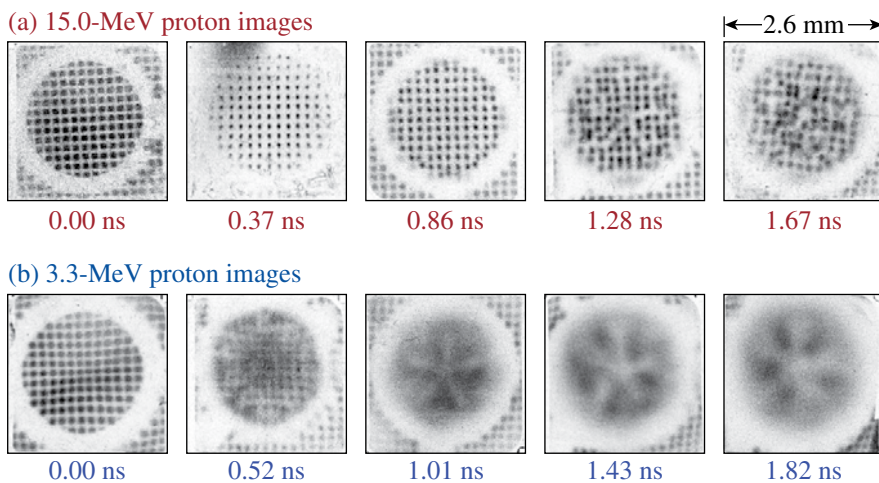 (a) 15.0-MeV proton images
2.6 mm
0.00 ns 0.37 ns 0.86 ns 1.28 ns 1.67 ns
(b) 3.3-MeV proton images
0.00 ns 0.52 ns 1.01 ns 1.43 ns 1.82 ns